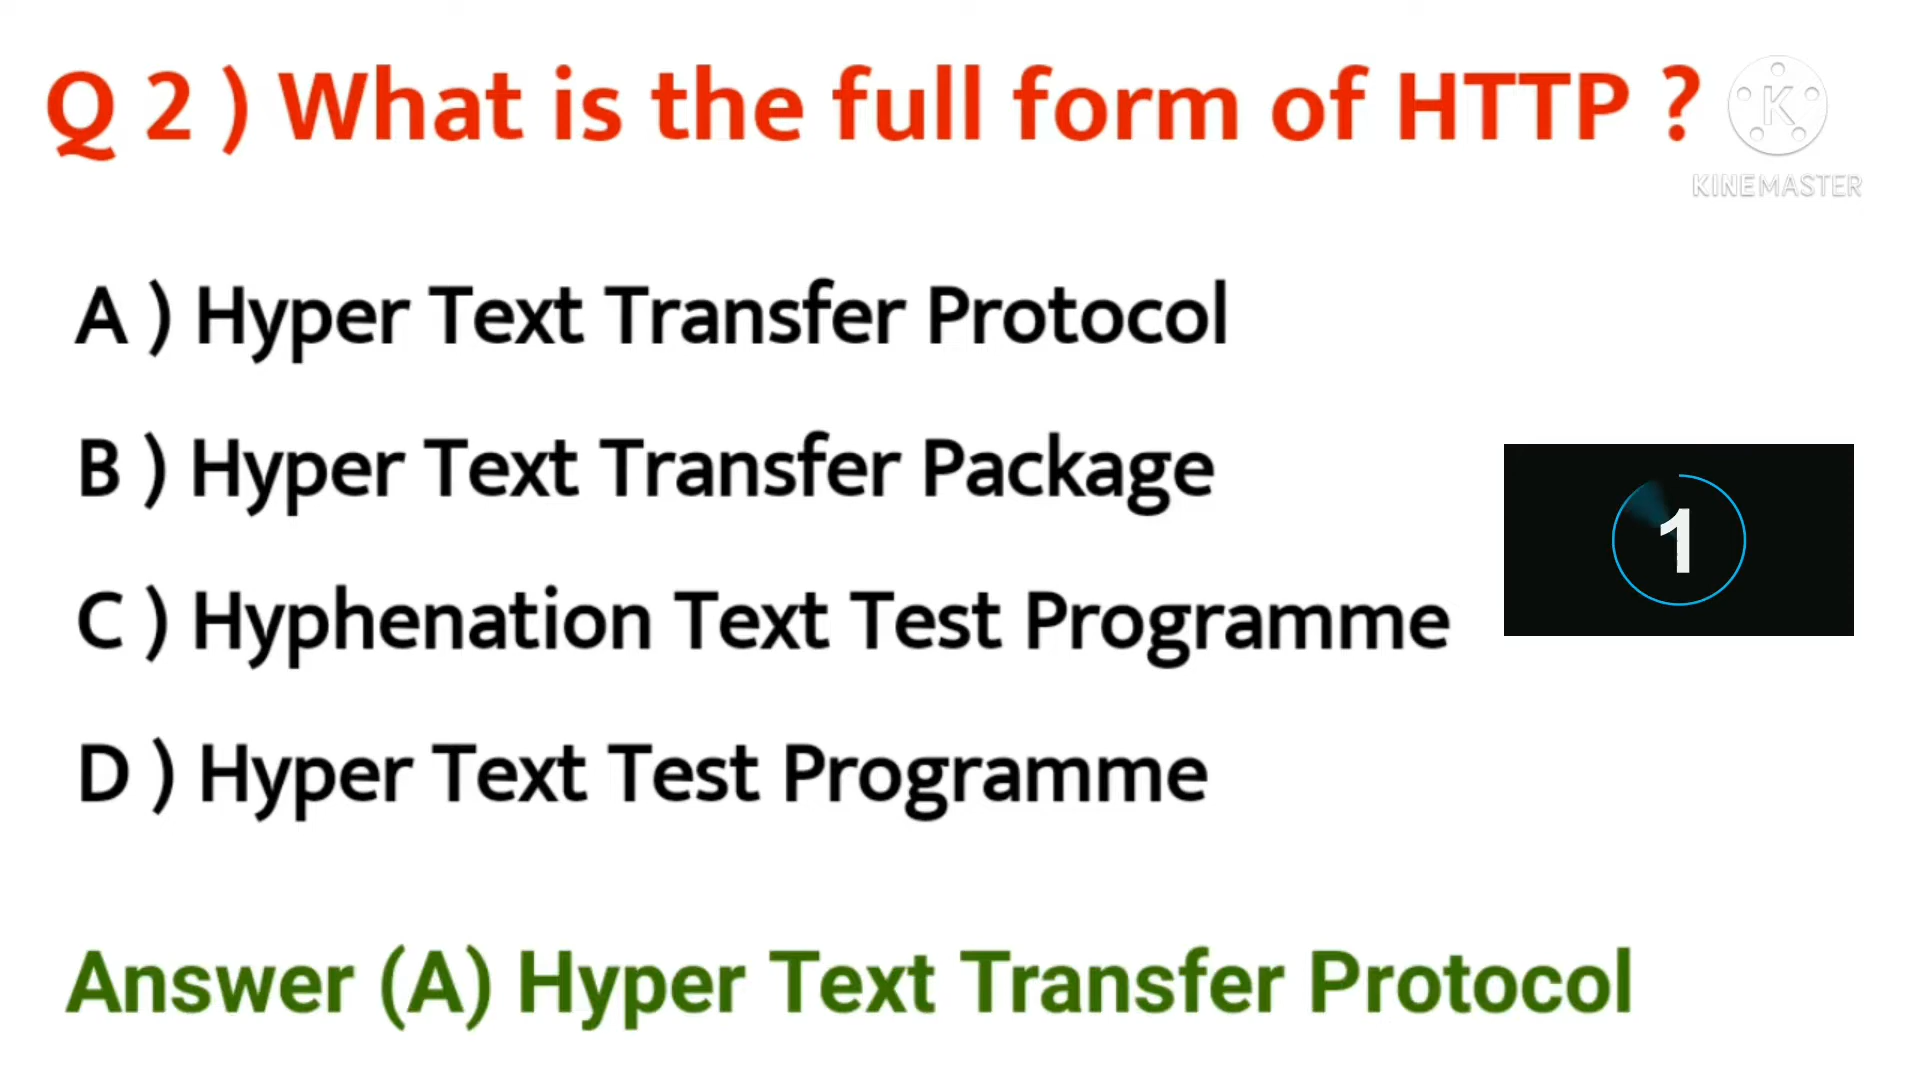 Q 2 ) What is the full form of HTTP ?
K
KINEMASTER
A ) Hyper Text Transfer Protocol
B ) Hyper Text Transfer Package
1
C ) Hyphenation Text Test Programme
D ) Hyper Text Test Programme
Answer (A) Hyper Text Transfer Protocol